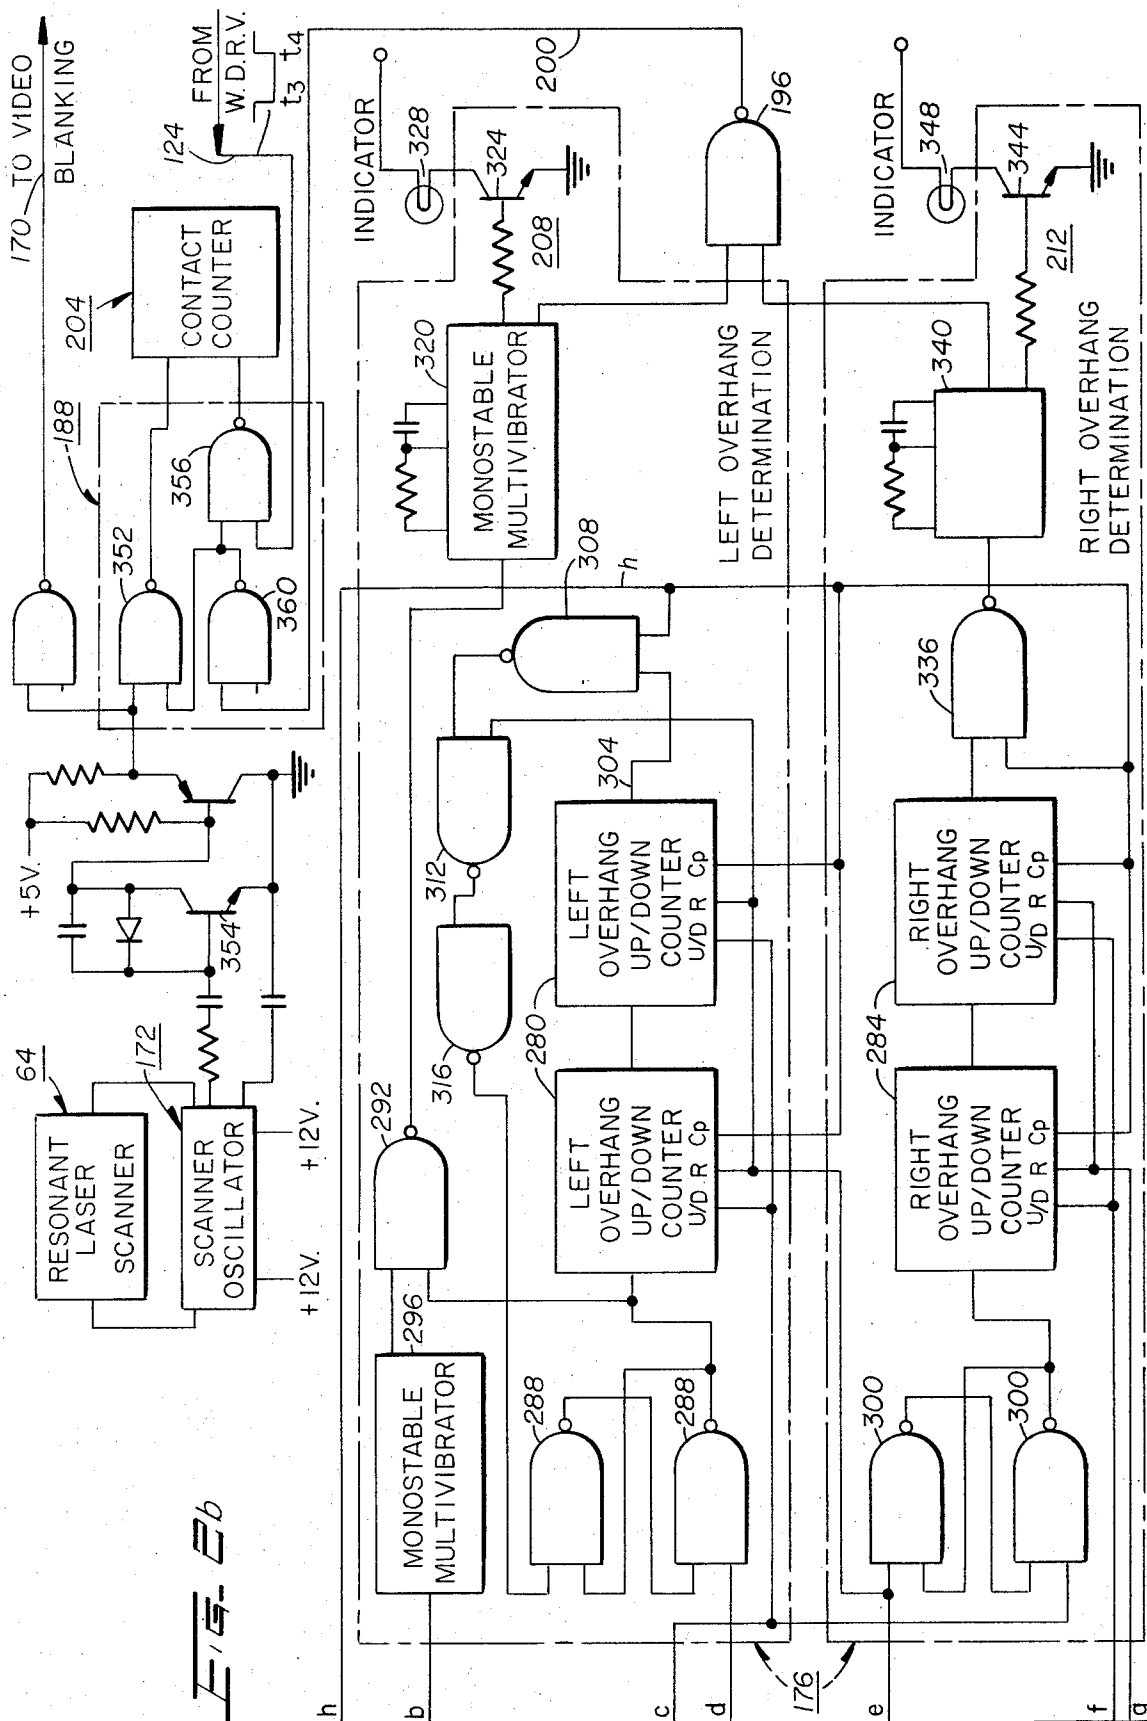 FIG. 2b
170
TO VIDEO
BLANKING
FROM
W.D.R.V.
124
t3
t4
204
CONTACT
COUNTER
188
352
356
360
+5V.
354
64
RESONANT
LASER
SCANNER
172
SCANNER
OSCILLATOR
+12V.
+12V.
200
INDICATOR
328
324
208
196
320
MONOSTABLE
MULTIVIBRATOR
LEFT OVERHANG
DETERMINATION
308
h
304
312
316
292
296
MONOSTABLE
MULTIVIBRATOR
280
LEFT
OVERHANG
UP/DOWN
COUNTER
U/D R Cp
LEFT
OVERHANG
UP/DOWN
COUNTER
U/D R Cp
288
288
INDICATOR
348
344
212
340
RIGHT OVERHANG
DETERMINATION
336
284
RIGHT
OVERHANG
UP/DOWN
COUNTER
U/D R Cp
RIGHT
OVERHANG
UP/DOWN
COUNTER
U/D R Cp
300
300
176
h
b
c
d
e
f
g